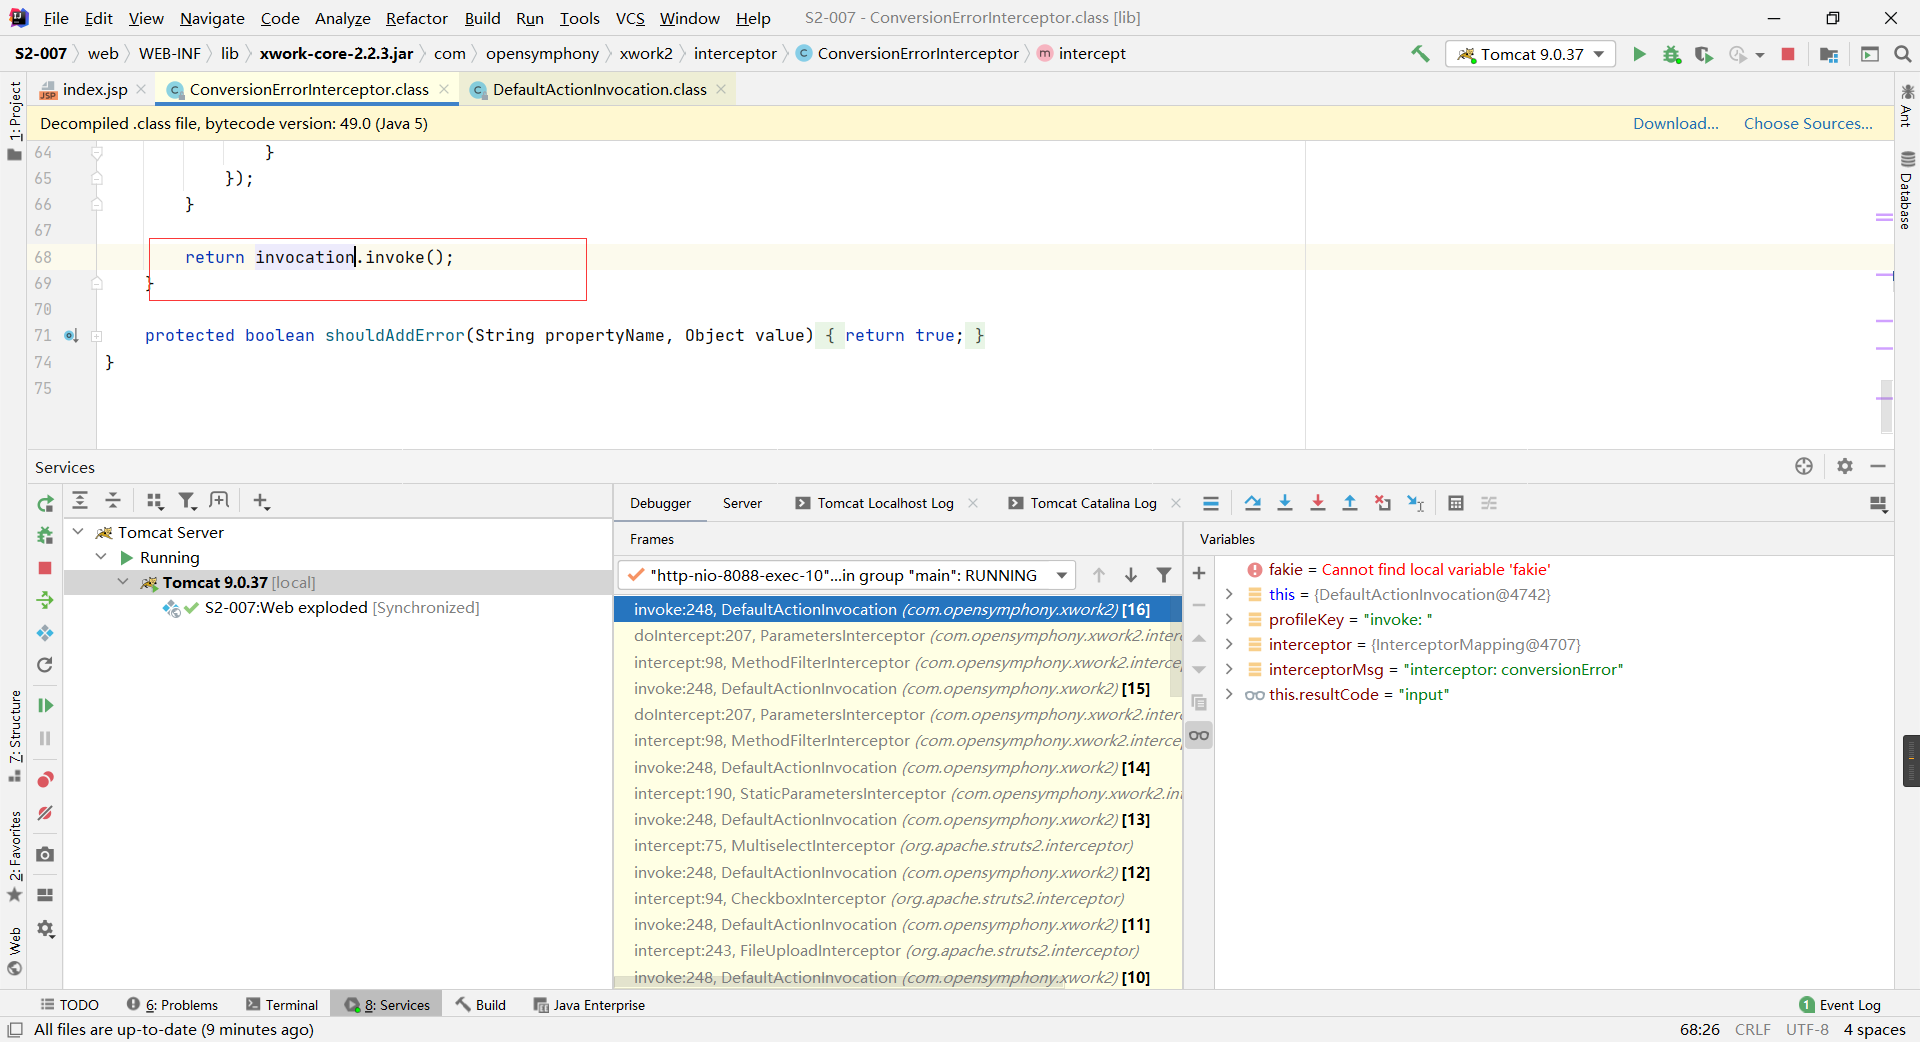 File Edit View Navigate Code Analyze Refactor Build Run Tools VCS Window Help S2-007 - ConversionErrorInterceptor.class [lib]
S2-007 web WEB-INF lib xwork-core-2.2.3.jar com opensymphony xwork2 interceptor ConversionErrorInterceptor intercept Tomcat 9.0.37
index.jsp ConversionErrorInterceptor.class DefaultActionInvocation.class
Decompiled .class file, bytecode version: 49.0 (Java 5) Download... Choose Sources...
1: Project
Ant
Database
64 }
65 });
66 }
67
68 return invocation.invoke();
69 }
70
71 protected boolean shouldAddError(String propertyName, Object value) { return true; }
74 }
75
Services
Debugger Server Tomcat Localhost Log Tomcat Catalina Log
Tomcat Server
Running
Tomcat 9.0.37 [local]
S2-007:Web exploded [Synchronized]
7: Structure
2: Favorites
Web
Frames
"http-nio-8088-exec-10"...in group "main": RUNNING
invoke:248, DefaultActionInvocation (com.opensymphony.xwork2) [16]
doIntercept:207, ParametersInterceptor (com.opensymphony.xwork2.interc
intercept:98, MethodFilterInterceptor (com.opensymphony.xwork2.interce
invoke:248, DefaultActionInvocation (com.opensymphony.xwork2) [15]
doIntercept:207, ParametersInterceptor (com.opensymphony.xwork2.interc
intercept:98, MethodFilterInterceptor (com.opensymphony.xwork2.interce
invoke:248, DefaultActionInvocation (com.opensymphony.xwork2) [14]
intercept:190, StaticParametersInterceptor (com.opensymphony.xwork2.int
invoke:248, DefaultActionInvocation (com.opensymphony.xwork2) [13]
intercept:75, MultiselectInterceptor (org.apache.struts2.interceptor)
invoke:248, DefaultActionInvocation (com.opensymphony.xwork2) [12]
intercept:94, CheckboxInterceptor (org.apache.struts2.interceptor)
invoke:248, DefaultActionInvocation (com.opensymphony.xwork2) [11]
intercept:243, FileUploadInterceptor (org.apache.struts2.interceptor)
invoke:248, DefaultActionInvocation (com.opensymphony.xwork2) [10]
Variables
fakie = Cannot find local variable 'fakie'
this = {DefaultActionInvocation@4742}
profileKey = "invoke: "
interceptor = {InterceptorMapping@4707}
interceptorMsg = "interceptor: conversionError"
this.resultCode = "input"
TODO 6: Problems Terminal 8: Services Build Java Enterprise 1 Event Log
All files are up-to-date (9 minutes ago) 68:26 CRLF UTF-8 4 spaces